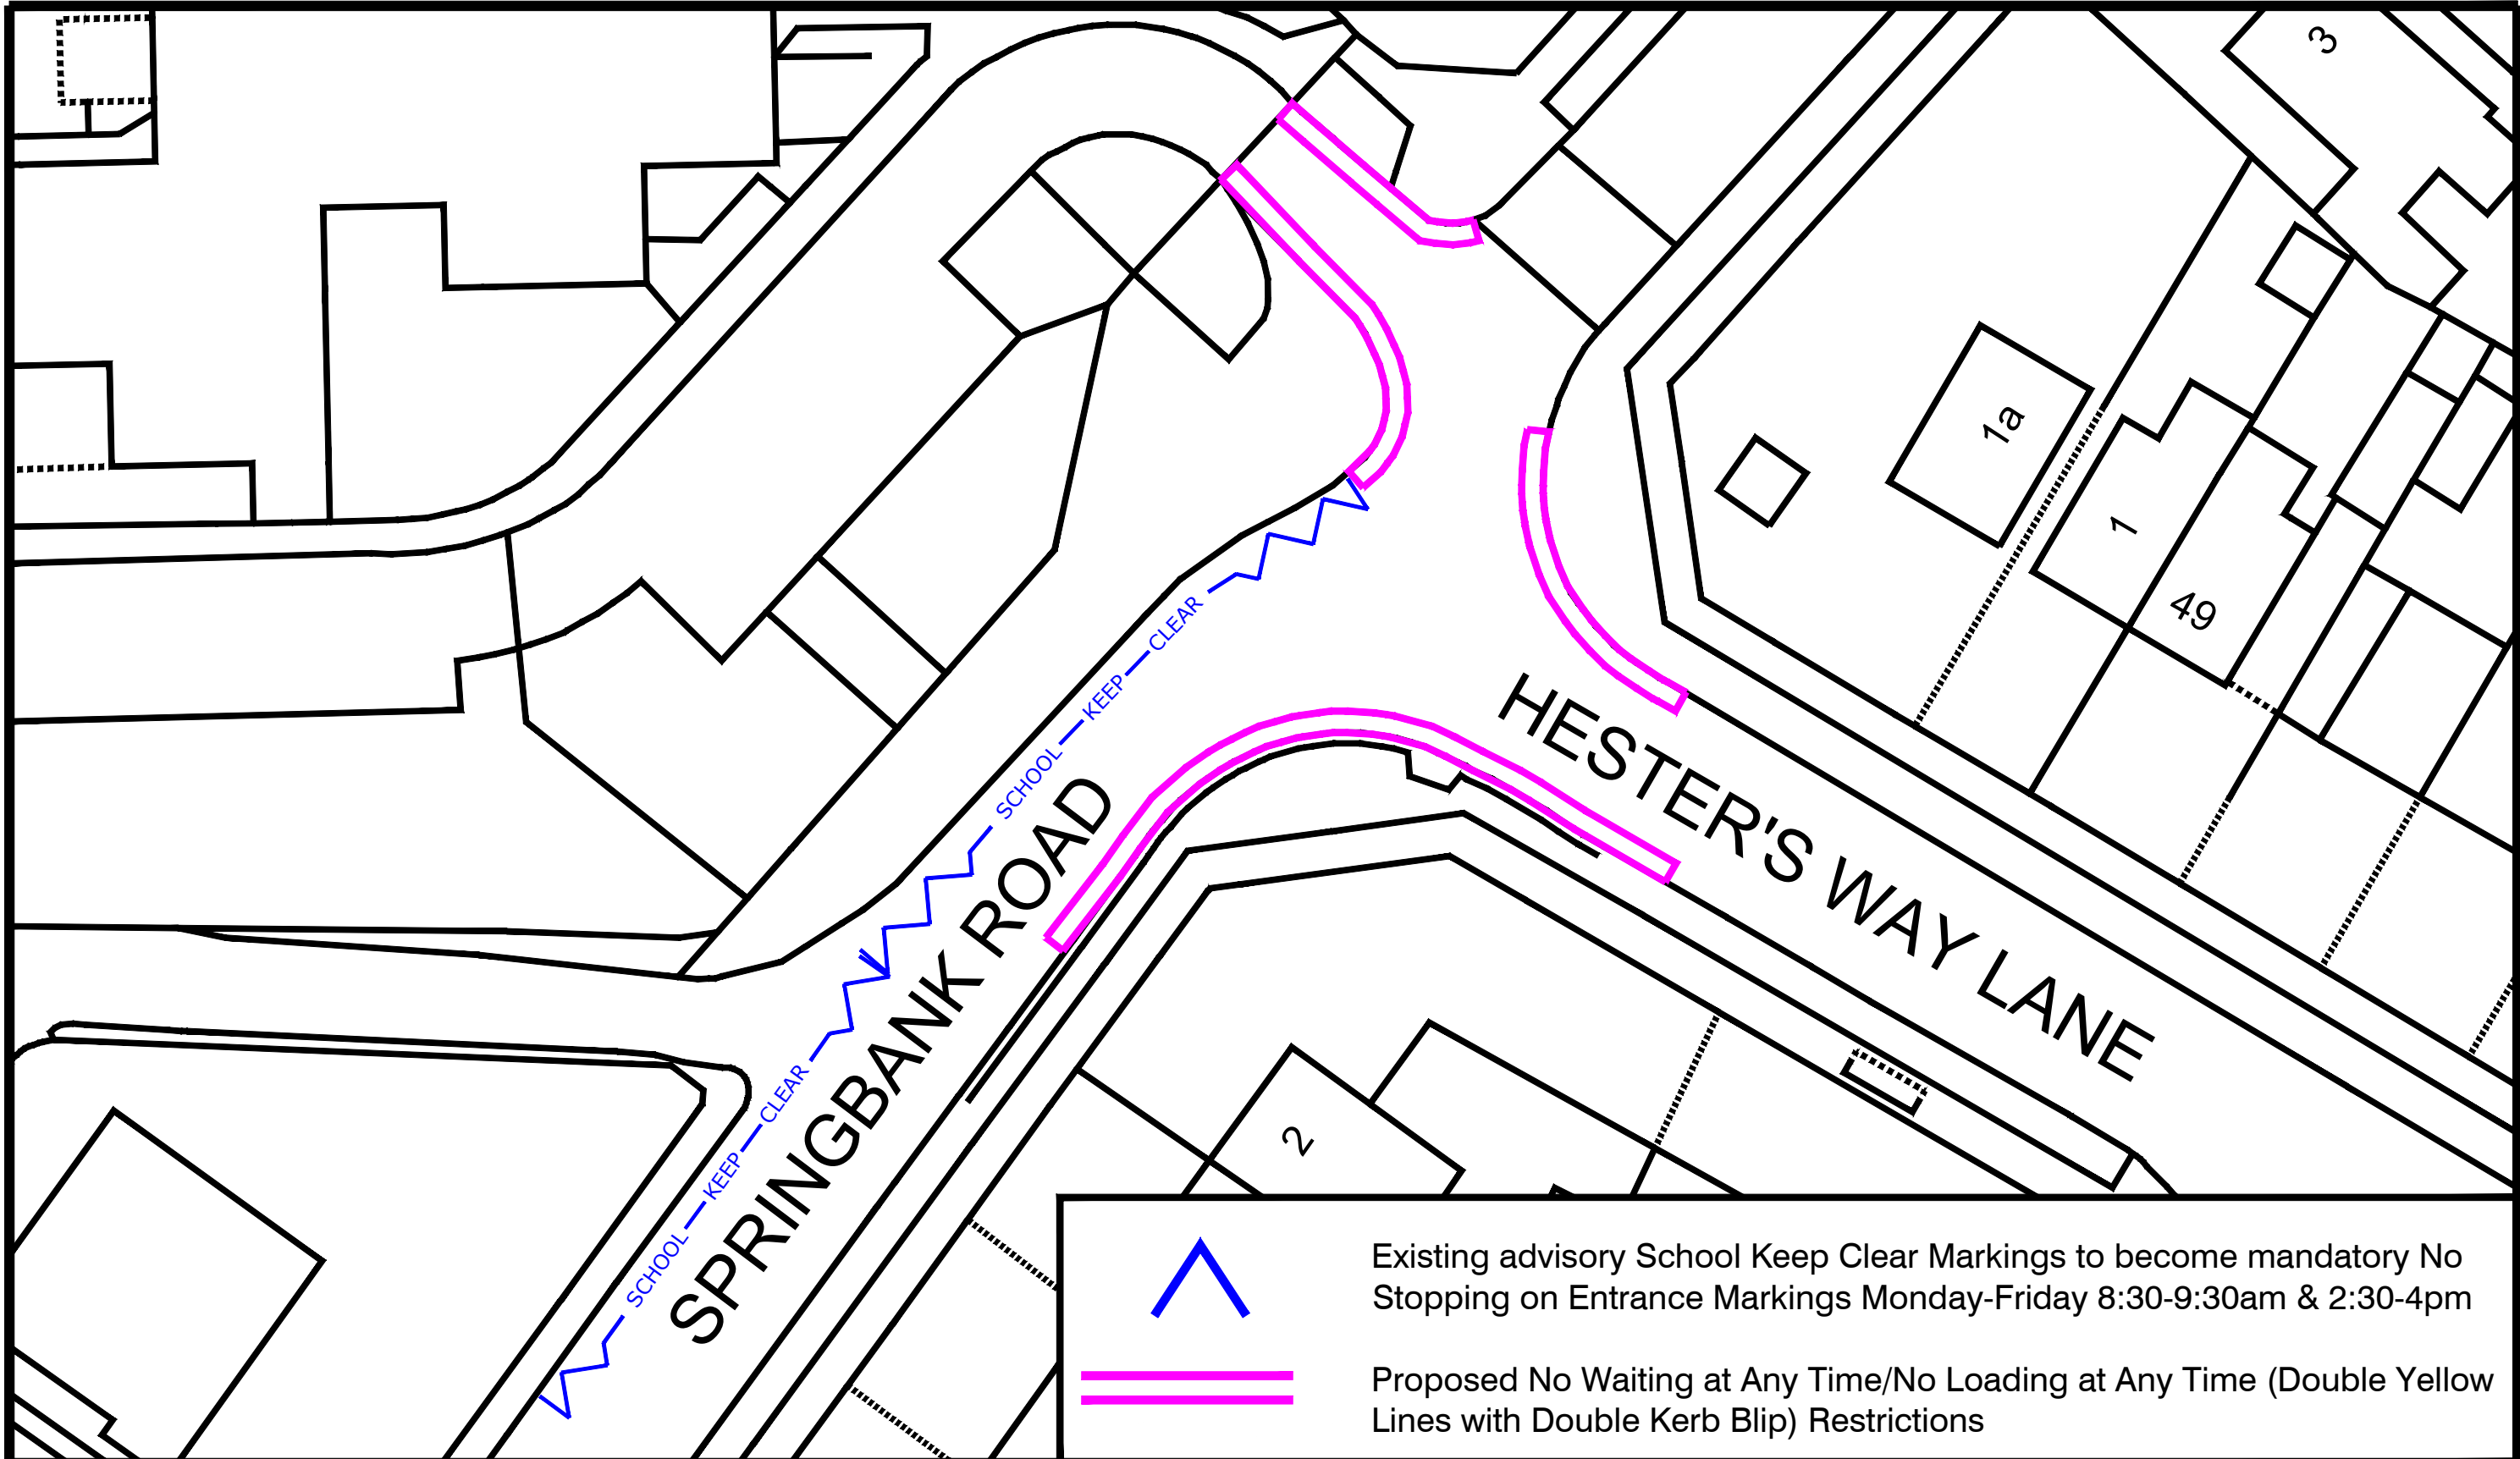 3
1a
1
49
SCHOOL KEEP CLEAR
HESTER'S WAY LANE
SPRINGBANK ROAD
SCHOOL KEEP CLEAR
2
Existing advisory School Keep Clear Markings to become mandatory No
Stopping on Entrance Markings Monday-Friday 8:30-9:30am & 2:30-4pm
Proposed No Waiting at Any Time/No Loading at Any Time (Double Yellow
Lines with Double Kerb Blip) Restrictions